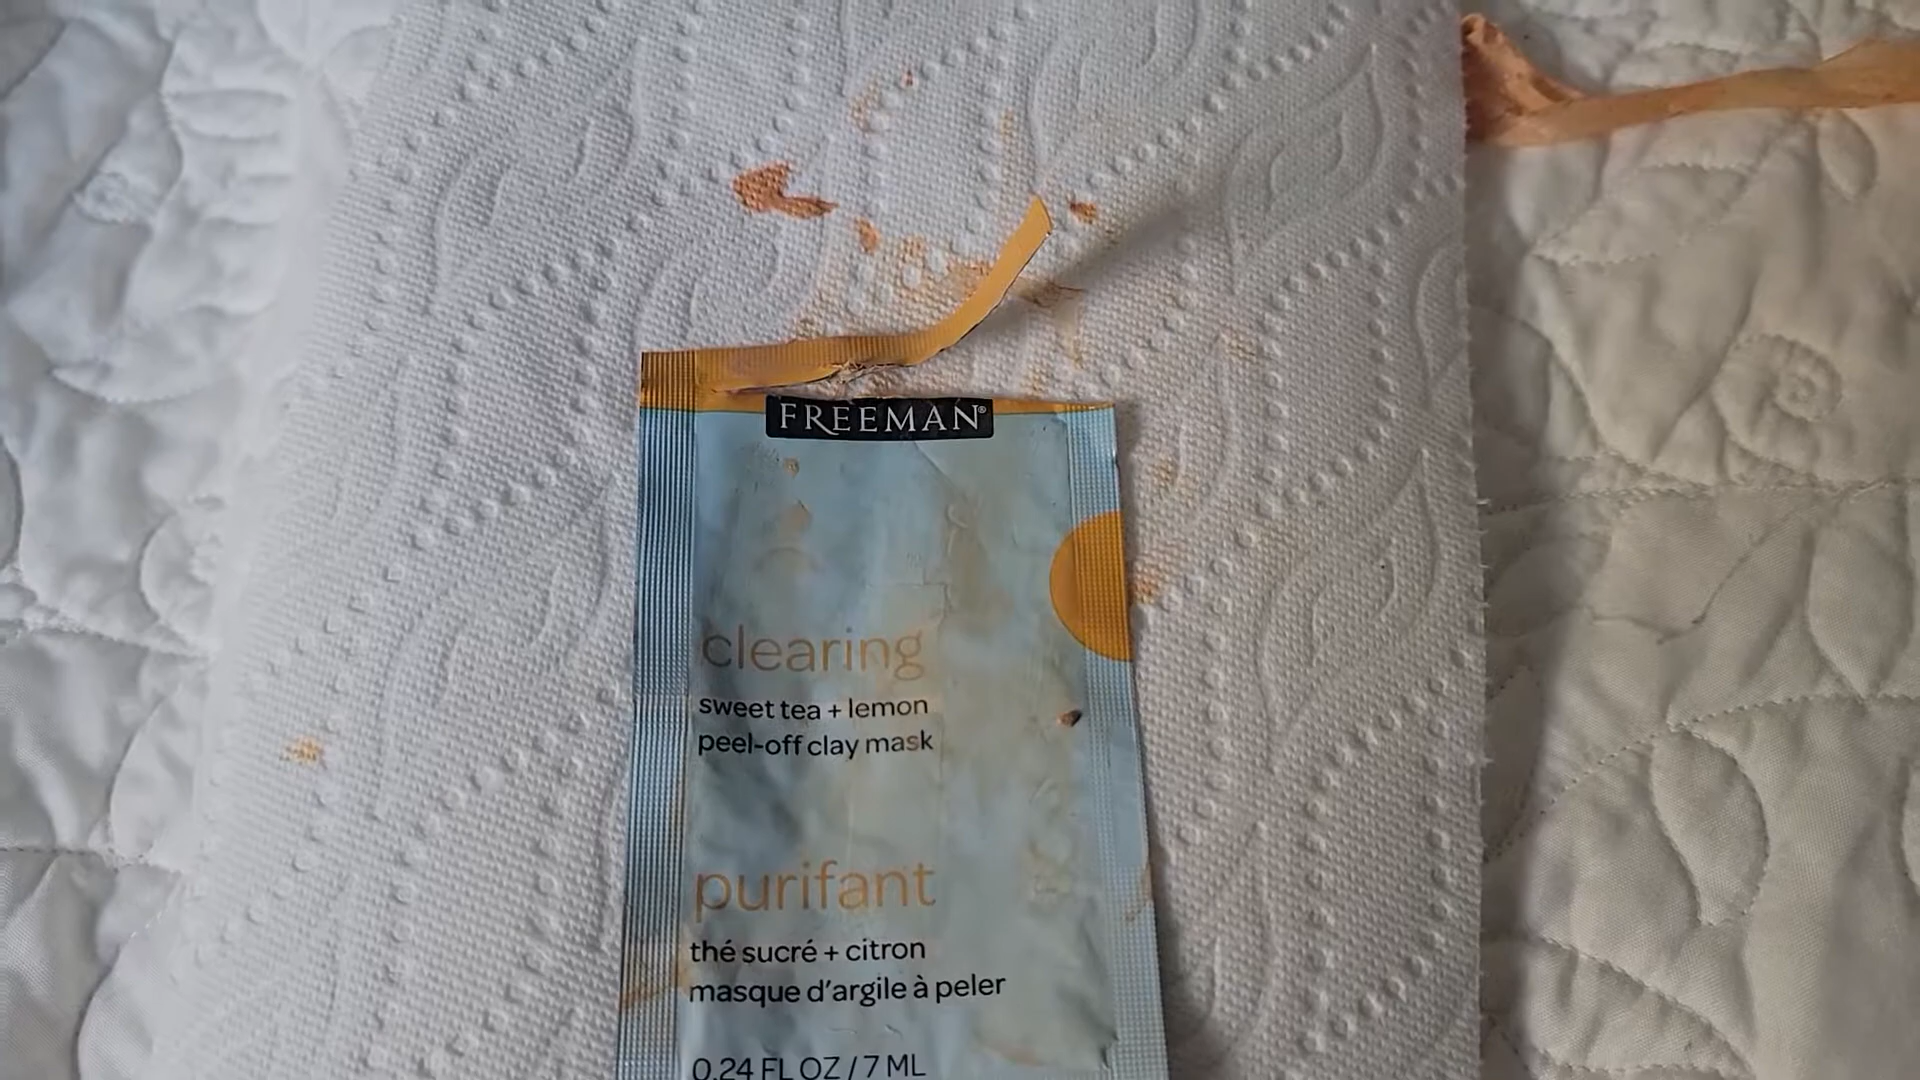 FREEMAN®
clearing
sweet tea + lemon
peel-off clay mask
purifant
thé sucré + citron
masque d'argile à peler
0.24 FL OZ / 7 ML